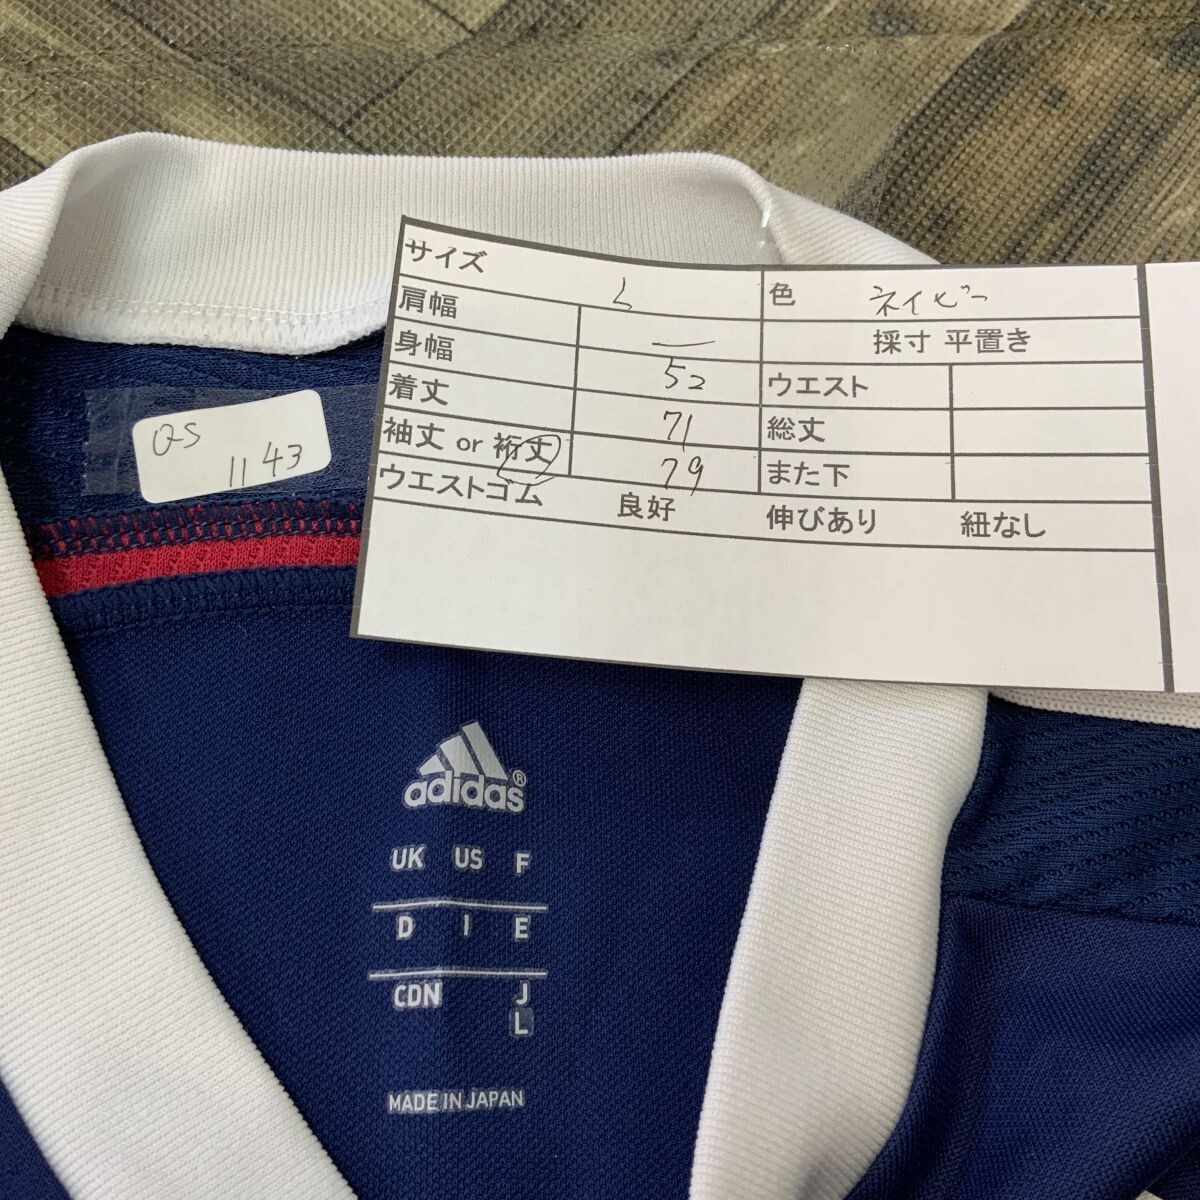 サイズ L 色 ネイビー
肩幅 — 採寸 平置き
身幅 52 ウエスト
着丈 71 総丈
袖丈 or 裄丈 79 また下
ウエストゴム 良好 伸びあり 紐なし
11 43
adidas®
UK US F
D I E
CDN J
L
MADE IN JAPAN